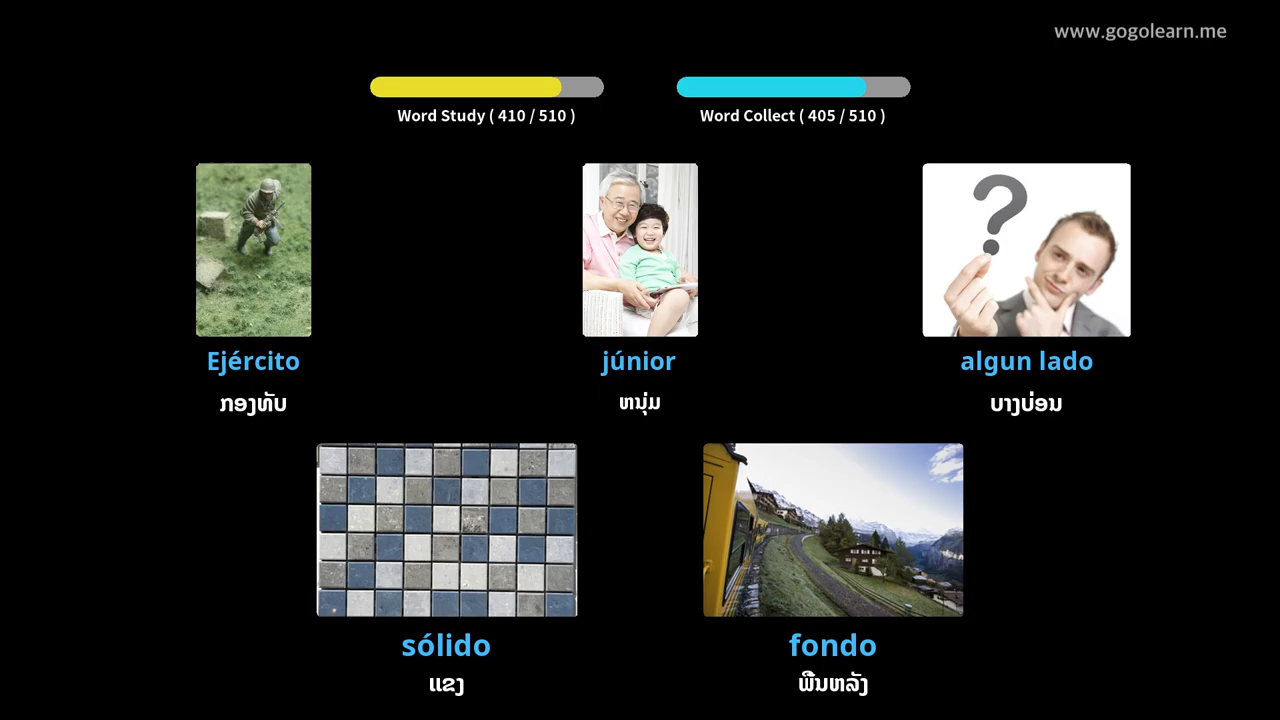 www.gogolearn.me
Word Study ( 410 / 510 )
Word Collect ( 405 / 510 )
Ejército
júnior
algun lado
ກອງທັບ
ຫນຸ່ມ
ບາງບ່ອນ
sólido
fondo
ແຂງ
ພື້ນຫລັງ